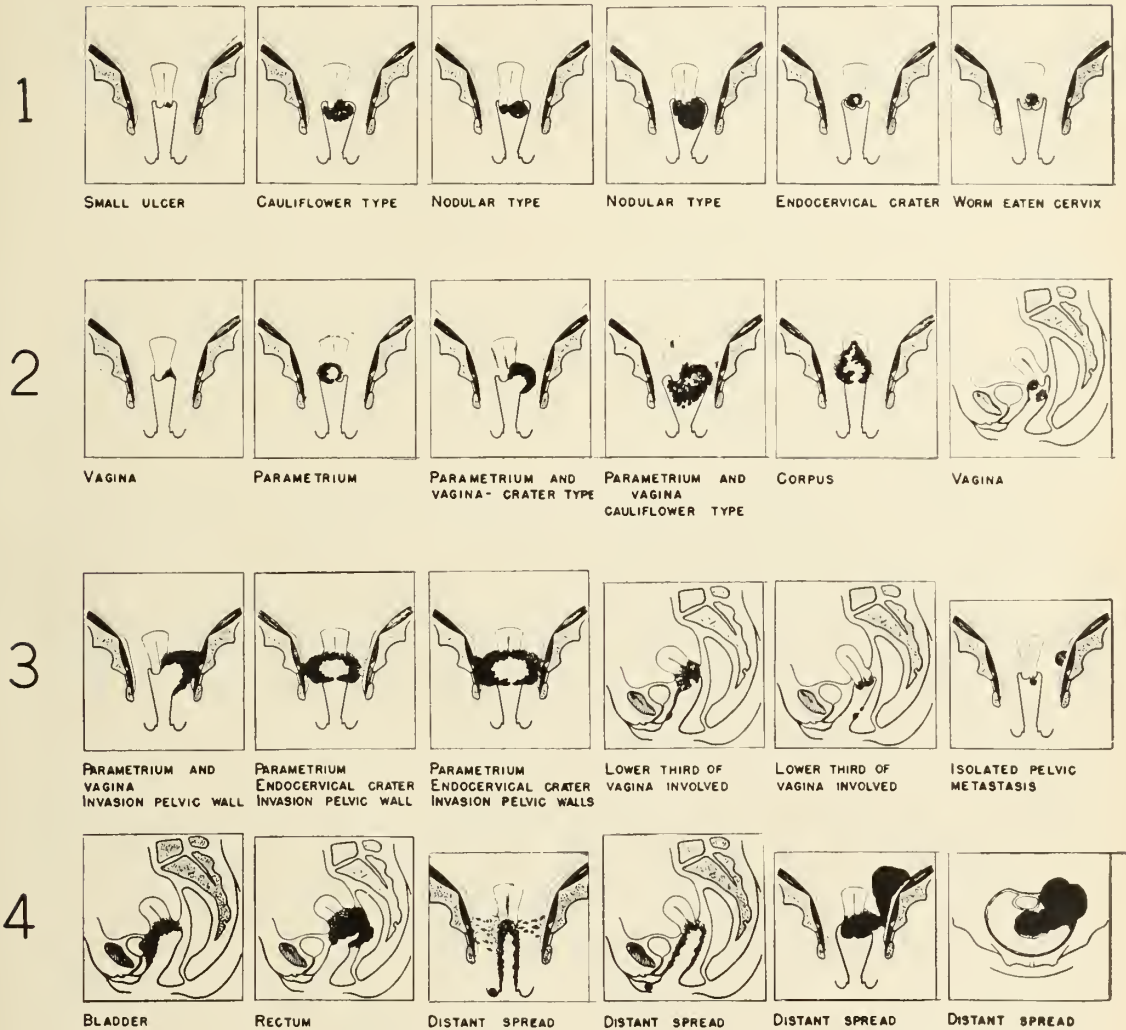 1
SMALL ULCER
CAULIFLOWER TYPE
NODULAR TYPE
NODULAR TYPE
ENDOCERVICAL CRATER
WORM EATEN CERVIX
2
VAGINA
PARAMETRIUM
PARAMETRIUM AND
VAGINA- CRATER TYPE
PARAMETRIUM AND
VAGINA
CAULIFLOWER TYPE
CORPUS
VAGINA
3
PARAMETRIUM AND
VAGINA
INVASION PELVIC WALL
PARAMETRIUM
ENDOCERVICAL CRATER
INVASION PELVIC WALL
PARAMETRIUM
ENDOCERVICAL CRATER
INVASION PELVIC WALLS
LOWER THIRD OF
VAGINA INVOLVED
LOWER THIRD OF
VAGINA INVOLVED
ISOLATED PELVIC
METASTASIS
4
BLADDER
RECTUM
DISTANT SPREAD
DISTANT SPREAD
DISTANT SPREAD
DISTANT SPREAD